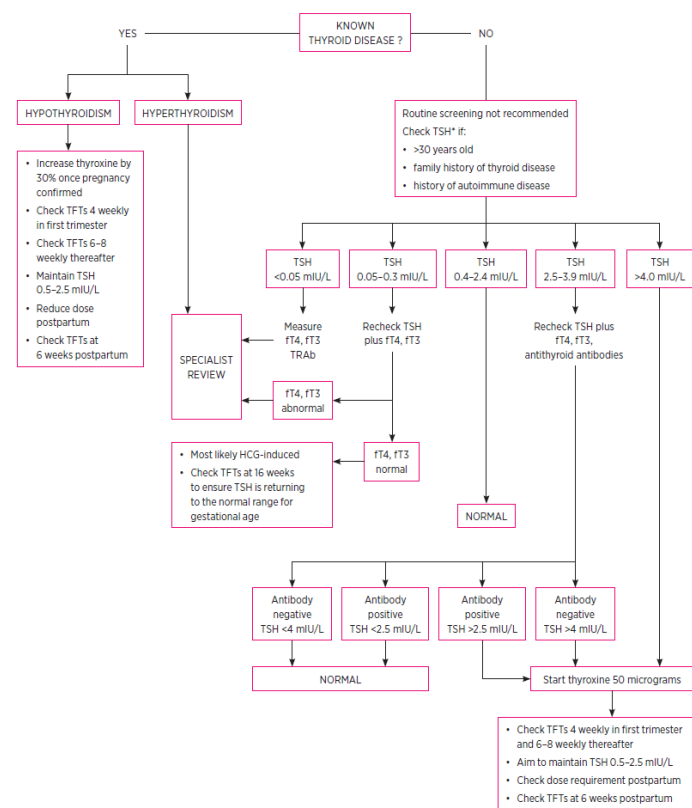 KNOWN
THYROID DISEASE ?
YES
NO
HYPOTHYROIDISM
HYPERTHYROIDISM
• Increase thyroxine by
30% once pregnancy
confirmed
• Check TFTs 4 weekly
in first trimester
• Check TFTs 6–8
weekly thereafter
• Maintain TSH
0.5–2.5 mIU/L
• Reduce dose
postpartum
• Check TFTs at
6 weeks postpartum
Routine screening not recommended
Check TSH* if:
• >30 years old
• family history of thyroid disease
• history of autoimmune disease
TSH
<0.05 mIU/L
TSH
0.05–0.3 mIU/L
TSH
0.4–2.4 mIU/L
TSH
2.5–3.9 mIU/L
TSH
>4.0 mIU/L
Measure
fT4, fT3
TRAb
Recheck TSH
plus fT4, fT3
Recheck TSH plus
fT4, fT3,
antithyroid antibodies
SPECIALIST
REVIEW
fT4, fT3
abnormal
fT4, fT3
normal
• Most likely HCG-induced
• Check TFTs at 16 weeks
to ensure TSH is returning
to the normal range for
gestational age
NORMAL
Antibody
negative
TSH <4 mIU/L
Antibody
positive
TSH <2.5 mIU/L
Antibody
positive
TSH >2.5 mIU/L
Antibody
negative
TSH >4 mIU/L
NORMAL
Start thyroxine 50 micrograms
• Check TFTs 4 weekly in first trimester
and 6–8 weekly thereafter
• Aim to maintain TSH 0.5–2.5 mIU/L
• Check dose requirement postpartum
• Check TFTs at 6 weeks postpartum